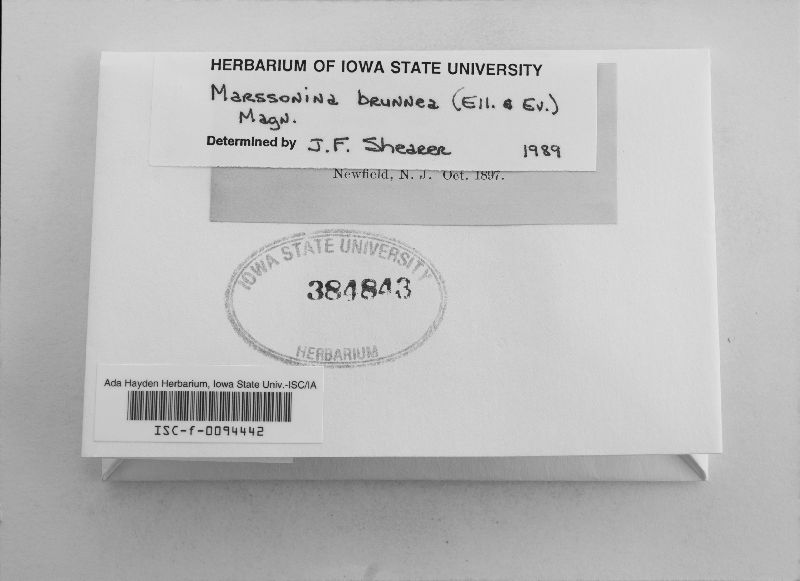 HERBARIUM OF IOWA STATE UNIVERSITY
Marssonina brunnea (Ell. & Ev.)
Magn.
Determined by J.F. Shearer 1989
Newfield, N. J. Oct. 1897.
IOWA STATE UNIVERSITY
384843
HERBARIUM
Ada Hayden Herbarium, Iowa State Univ.-ISC/IA
ISC-f-0094442